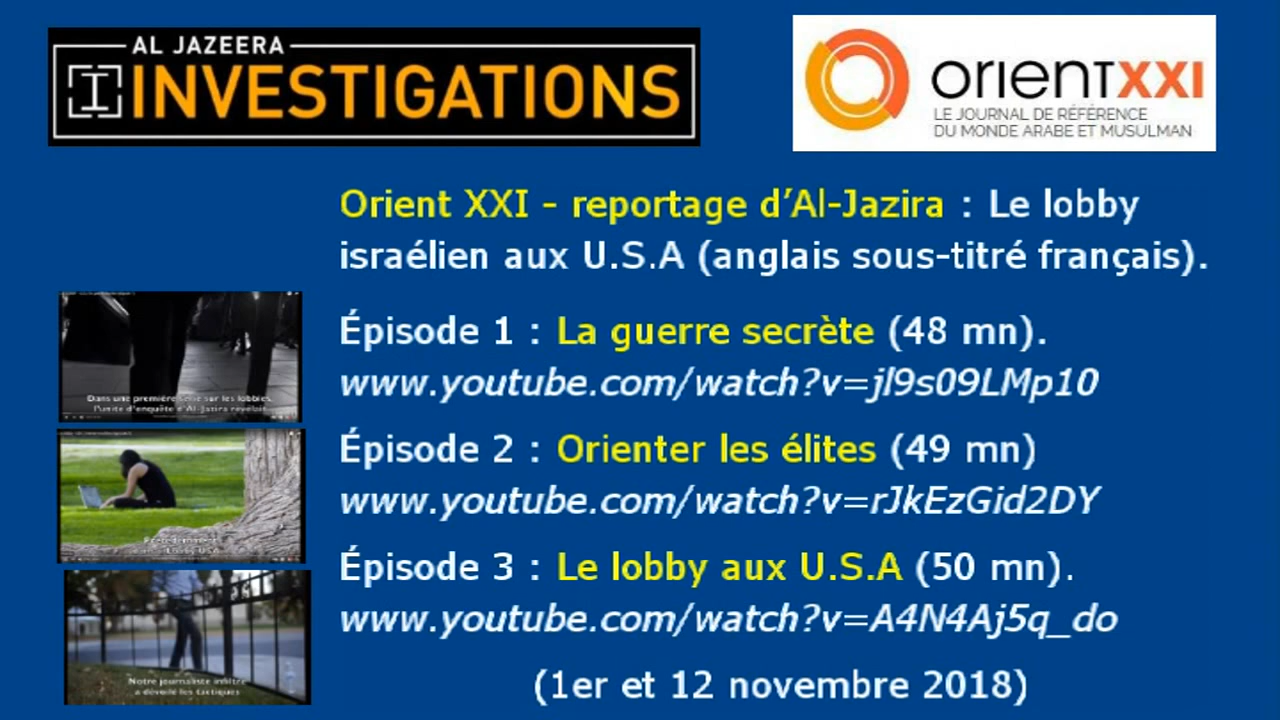 AL JAZEERA
INVESTIGATIONS
orientXXI
LE JOURNAL DE RÉFÉRENCE
DU MONDE ARABE ET MUSULMAN
Orient XXI - reportage d'Al-Jazira : Le lobby
israélien aux U.S.A (anglais sous-titré français).
Épisode 1 : La guerre secrète (48 mn).
www.youtube.com/watch?v=jl9s09LMp10
Dans une première série sur les lobbies,
l'unité d'enquête d'Al-Jazira révélait
Épisode 2 : Orienter les élites (49 mn)
www.youtube.com/watch?v=rJkEzGid2DY
Précédemment
Lobby USA
Épisode 3 : Le lobby aux U.S.A (50 mn).
www.youtube.com/watch?v=A4N4Aj5q_do
Notre journaliste infiltré
a dévoilé les tactiques
(1er et 12 novembre 2018)